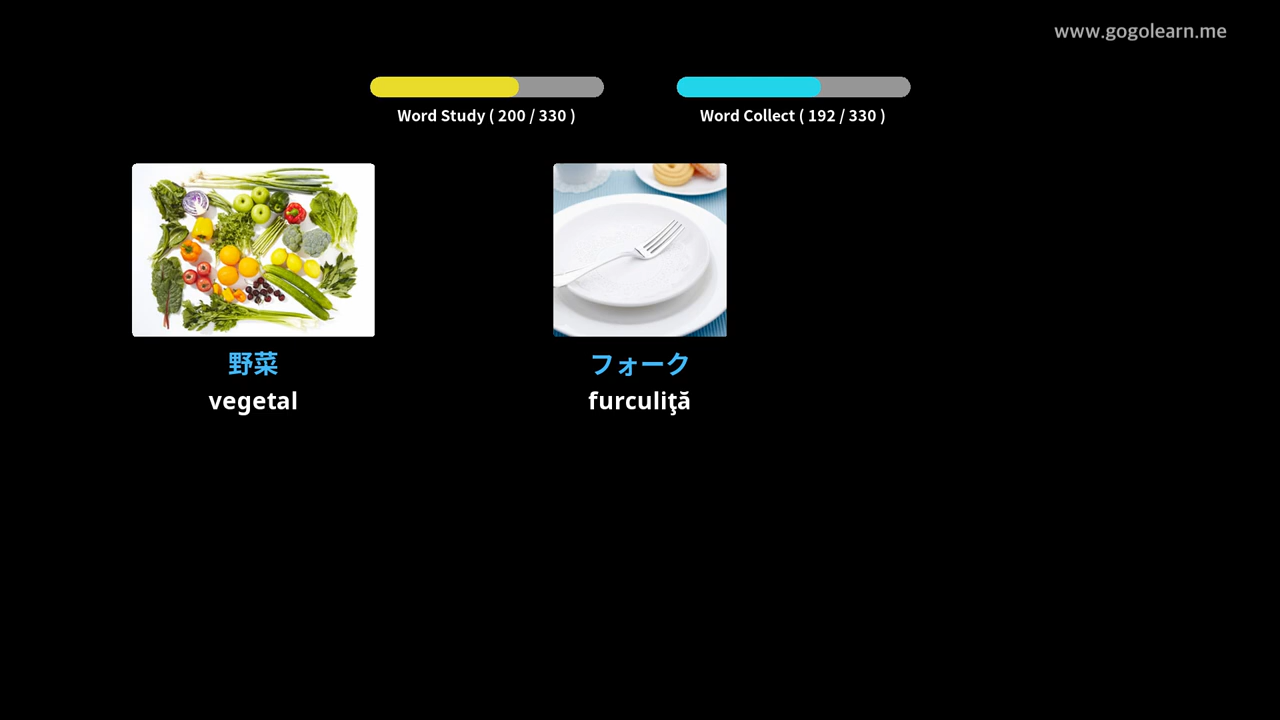 www.gogolearn.me
Word Study ( 200 / 330 )
Word Collect ( 192 / 330 )
野菜
vegetal
フォーク
furculiţă